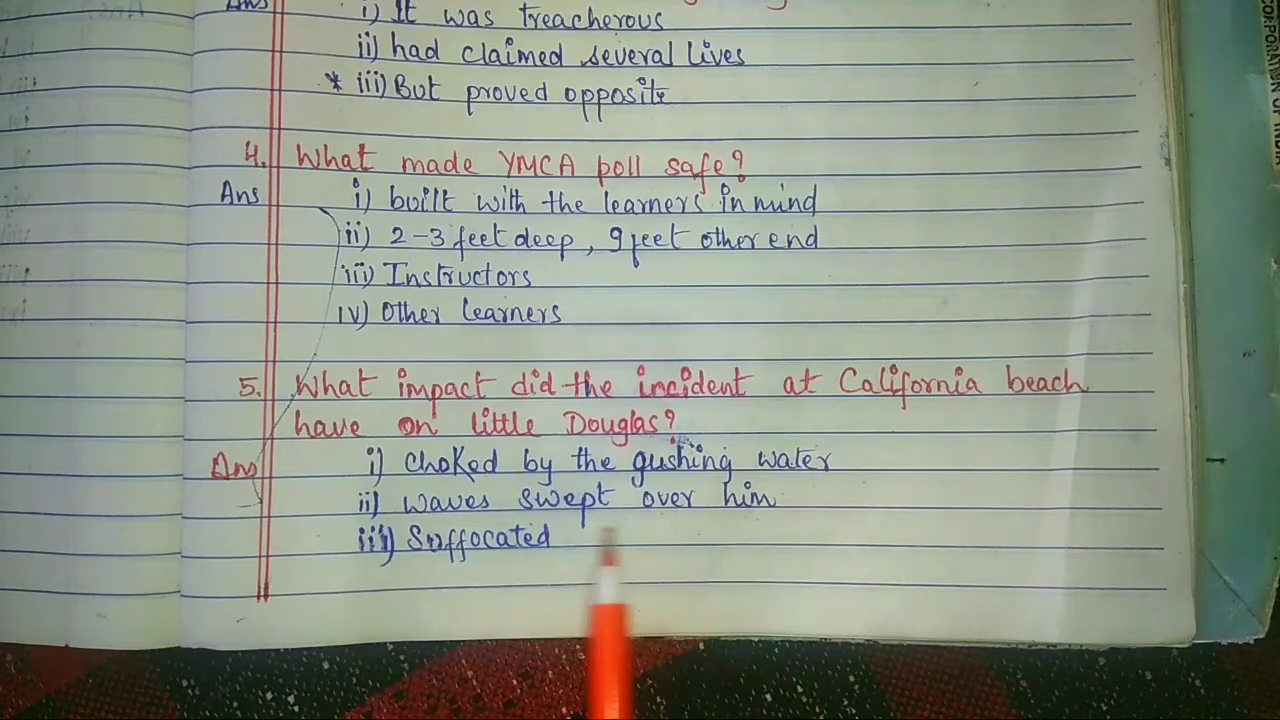 Ans
i) It was treacherous
ii) had claimed several lives
* iii) But proved opposite
4. What made YMCA poll safe?
Ans i) built with the learners in mind
ii) 2-3 feet deep, 9 feet other end
iii) Instructors
iv) Other learners
5. What impact did the incident at California beach
have on little Douglas?
Ans i) choked by the gushing water
ii) waves swept over him
iii) Suffocated
CORPORATION OF